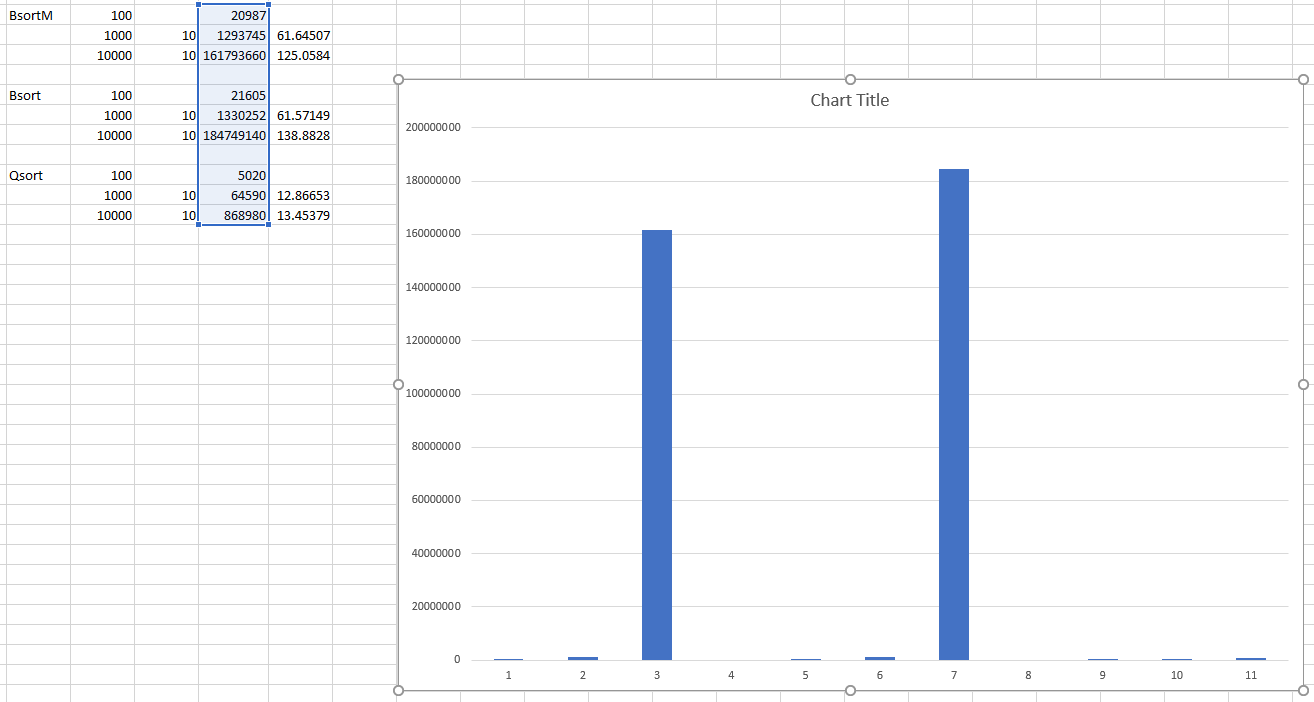 BsortM 100 20987
1000 10 1293745 61.64507
10000 10 161793660 125.0584
Bsort 100 21605
1000 10 1330252 61.57149
10000 10 184749140 138.8828
Qsort 100 5020
1000 10 64590 12.86653
10000 10 868980 13.45379
Chart Title
200000000
180000000
160000000
140000000
120000000
100000000
80000000
60000000
40000000
20000000
0
1 2 3 4 5 6 7 8 9 10 11